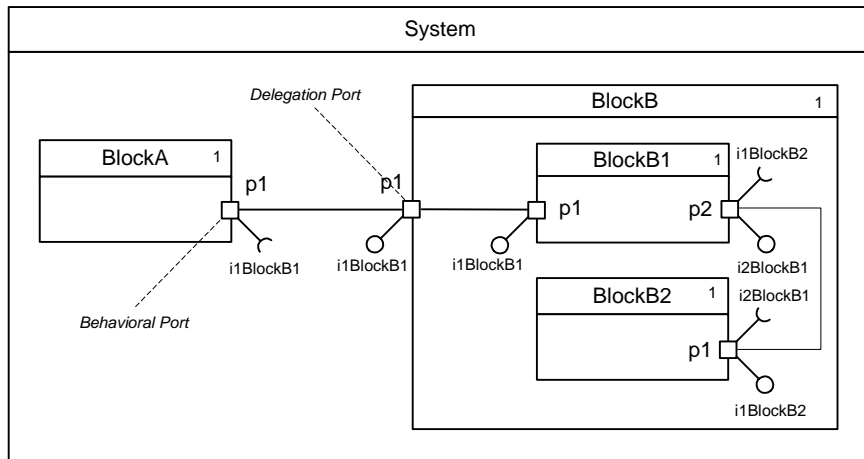 System
Delegation Port
BlockB 1
BlockA 1
BlockB1 1
i1BlockB2
p1
p1
p1
p2
i1BlockB1
i1BlockB1
i1BlockB1
i2BlockB1
BlockB2 1
i2BlockB1
Behavioral Port
p1
i1BlockB2